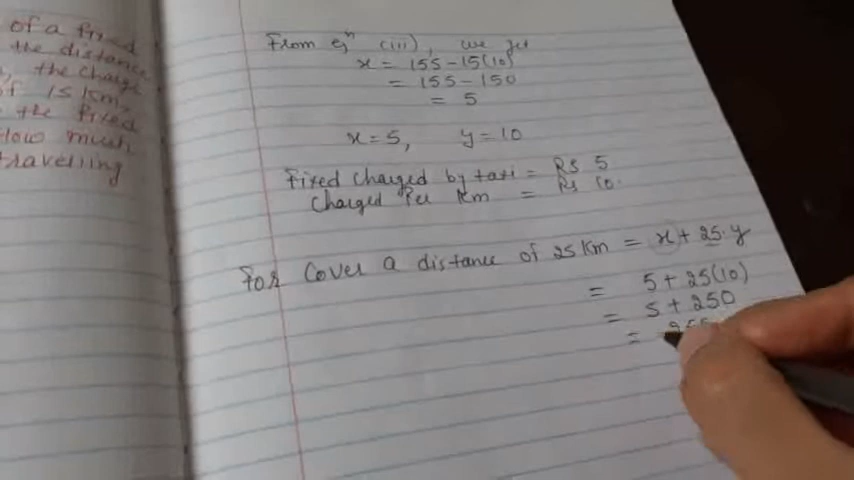 of a fixed
the distance
, the charge
of 15 km,
the fixed
How much
travelling
From eqn (iii), we get
x = 155 - 15(10)
= 155 - 150
= 5
x = 5, y = 10
Fixed charged by taxi = Rs 5
Charged Per Km = Rs 10.
For Cover a distance of 25 Km = x + 25.y
= 5 + 25(10)
= 5 + 250
= 255